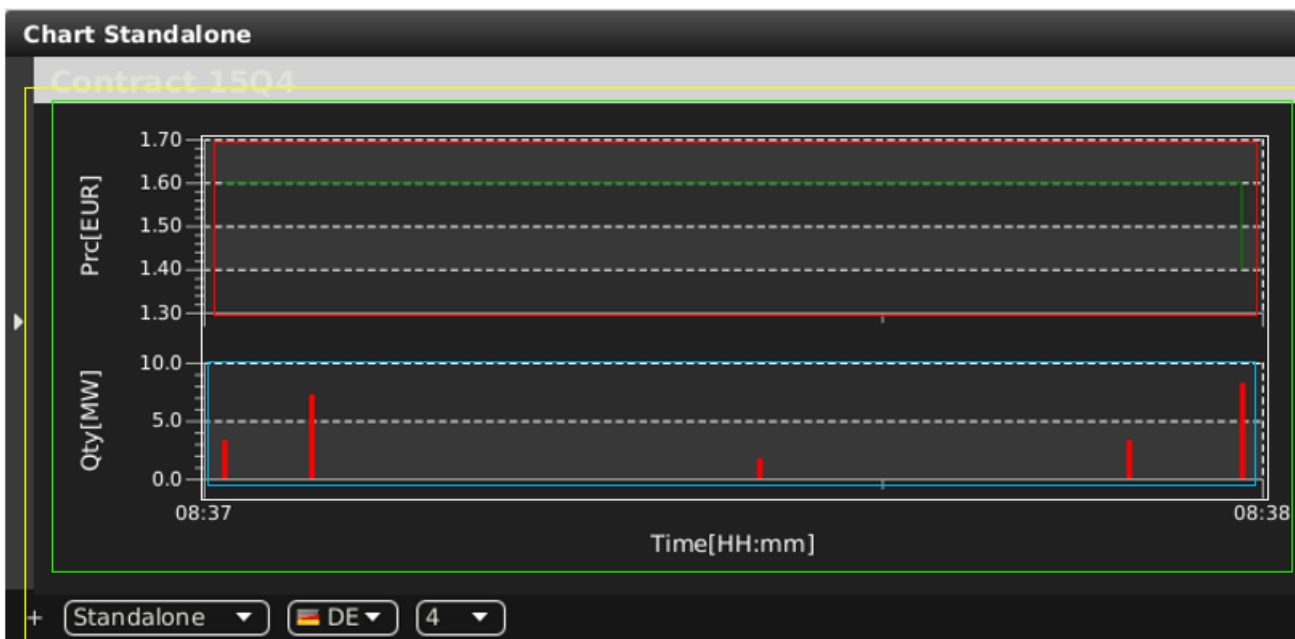 Chart Standalone
Contract 15Q4
Prc[EUR]
1.70
1.60
1.50
1.40
1.30
Qty[MW]
10.0
5.0
0.0
08:37 08:38
Time[HH:mm]
+ Standalone DE 4